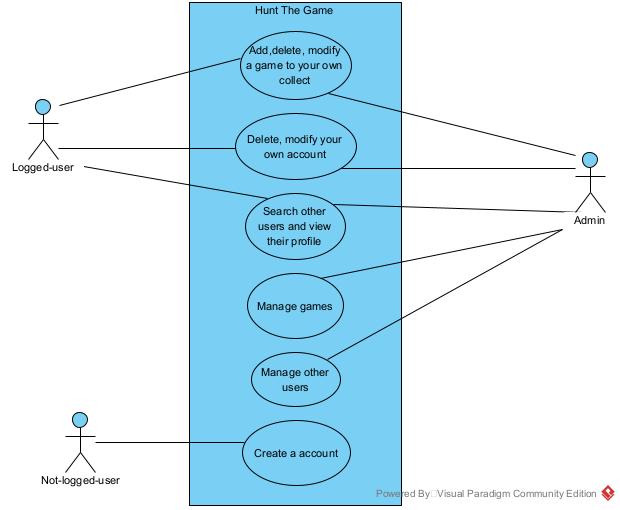 Hunt The Game
Add,delete, modify
a game to your own
collect
Delete, modify your
own account
Logged-user
Search other
users and view
their profile
Admin
Manage games
Manage other
users
Create a account
Not-logged-user
Powered By Visual Paradigm Community Edition